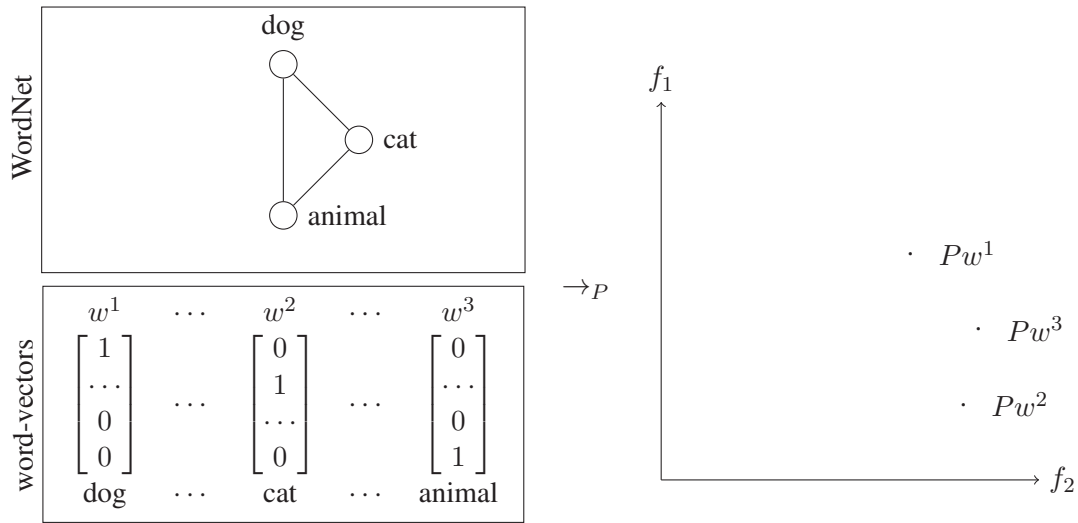 WordNet
dog
cat
animal
word-vectors
w^1 ⋯ w^2 ⋯ w^3
[1 ⋯ 0 0] ⋯ [0 1 ⋯ 0] ⋯ [0 ⋯ 0 1]
dog ⋯ cat ⋯ animal
→_P
f_1
· Pw^1
· Pw^3
· Pw^2
f_2